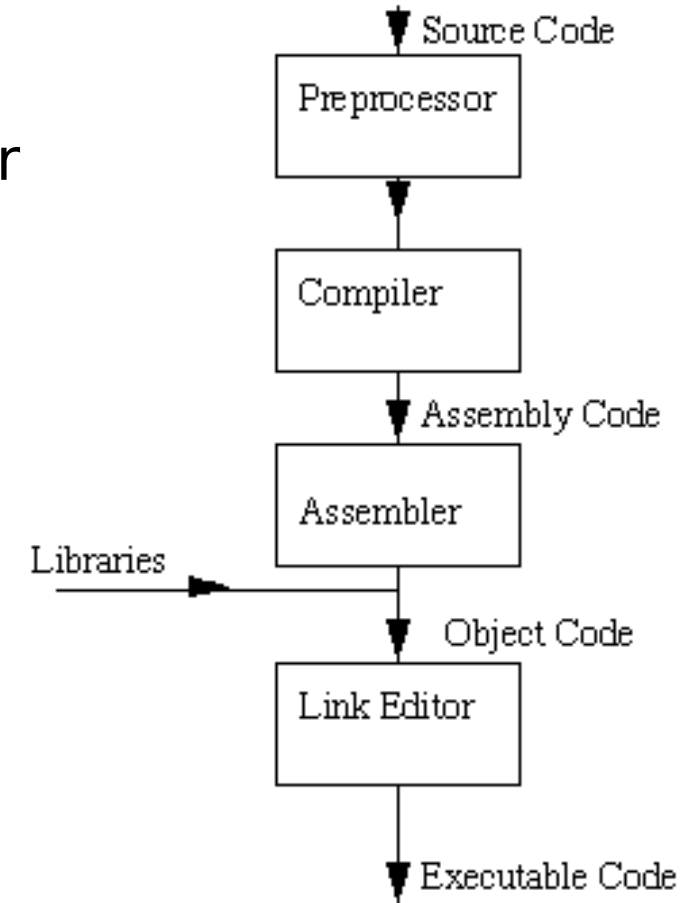 Source Code
Preprocessor
r
Compiler
Assembly Code
Assembler
Libraries
Object Code
Link Editor
Executable Code